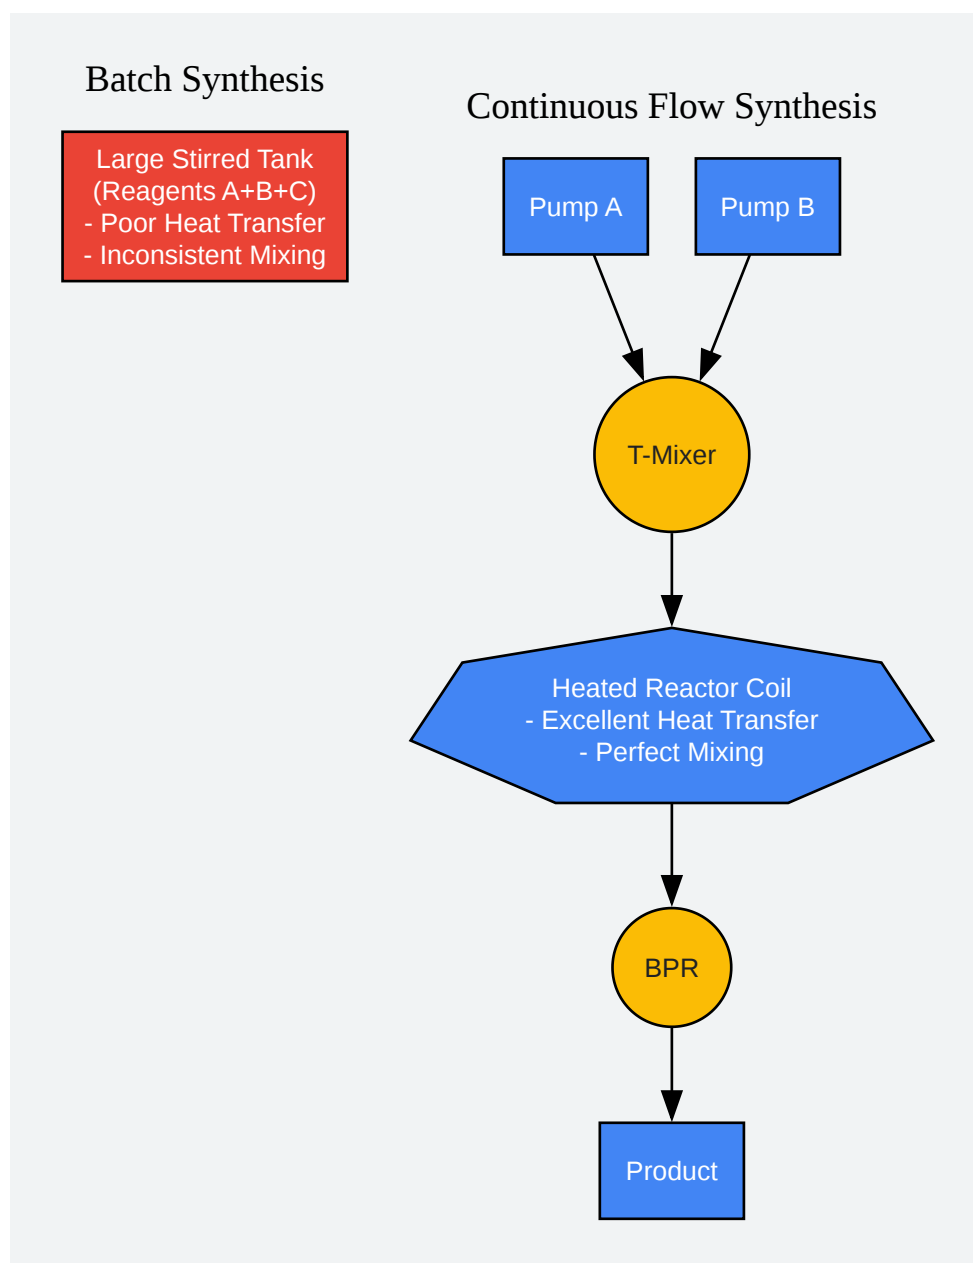 Batch Synthesis
Large Stirred Tank
(Reagents A+B+C)
- Poor Heat Transfer
- Inconsistent Mixing
Continuous Flow Synthesis
Pump A
Pump B
T-Mixer
Heated Reactor Coil
- Excellent Heat Transfer
- Perfect Mixing
BPR
Product